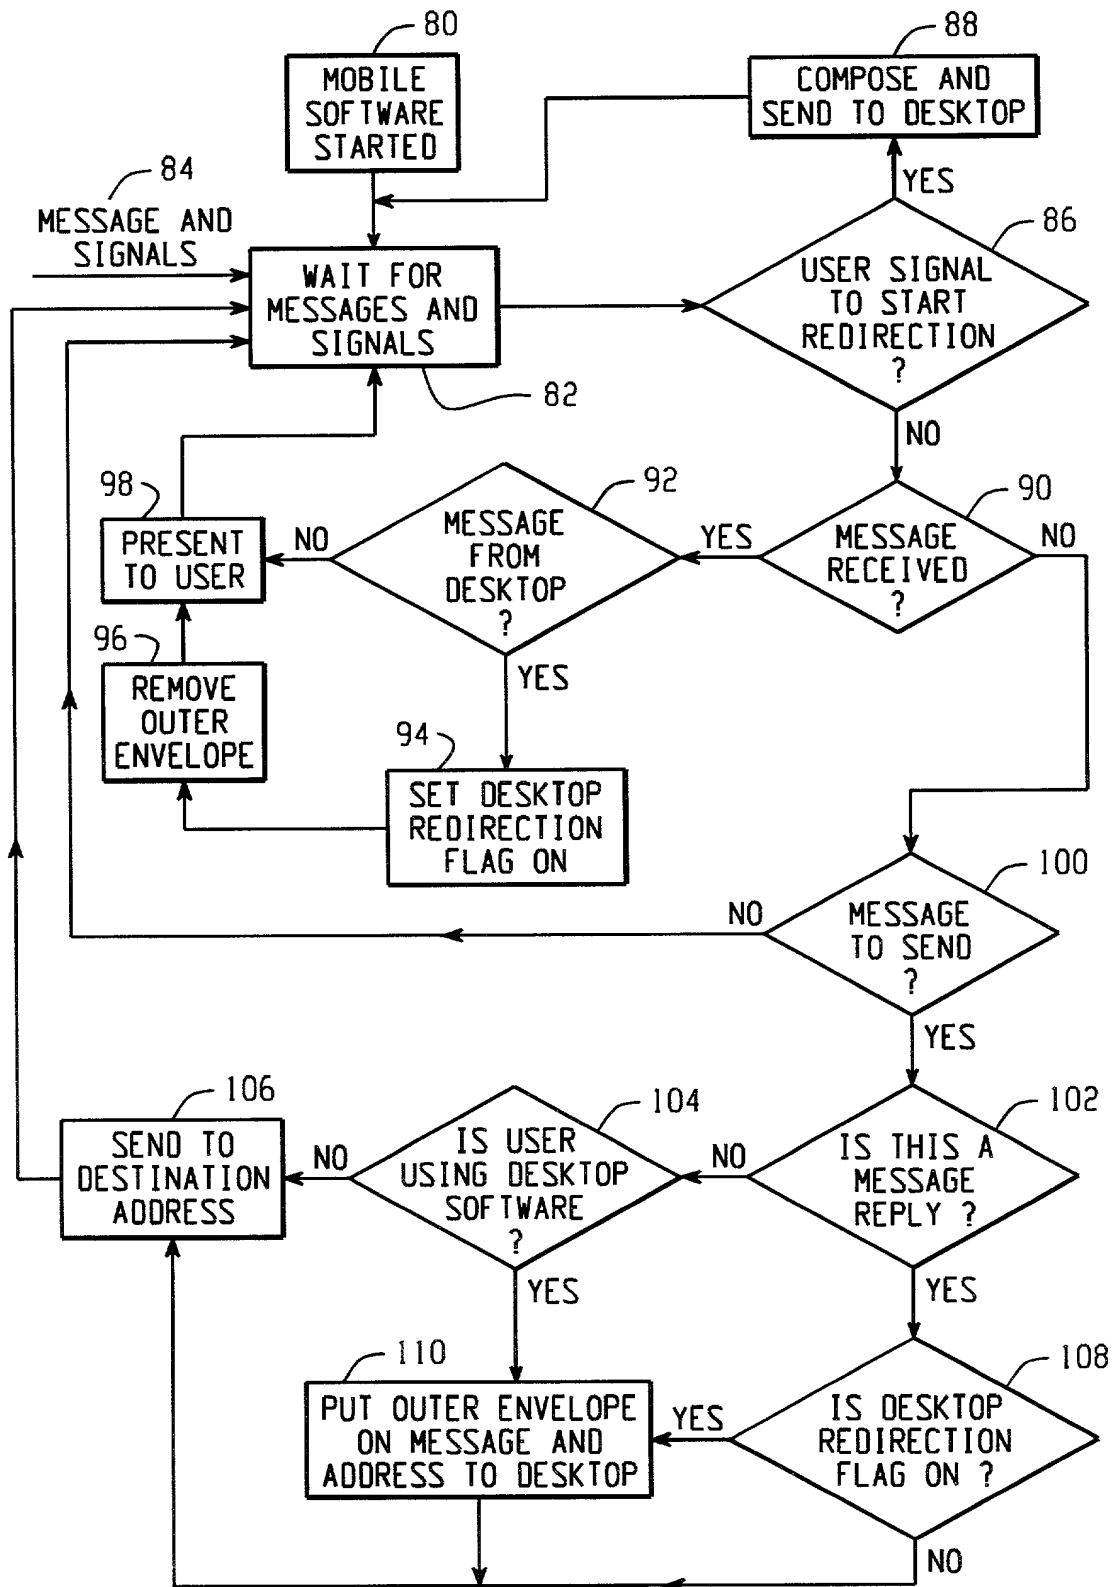 80
MOBILE
SOFTWARE
STARTED
88
COMPOSE AND
SEND TO DESKTOP
84
MESSAGE AND
SIGNALS
WAIT FOR
MESSAGES AND
SIGNALS
82
YES
86
USER SIGNAL
TO START
REDIRECTION
?
NO
98
PRESENT
TO USER
NO
92
MESSAGE
FROM
DESKTOP
?
YES
90
MESSAGE
RECEIVED
?
NO
96
REMOVE
OUTER
ENVELOPE
YES
94
SET DESKTOP
REDIRECTION
FLAG ON
100
NO
MESSAGE
TO SEND
?
YES
106
SEND TO
DESTINATION
ADDRESS
NO
104
IS USER
USING DESKTOP
SOFTWARE
?
NO
102
IS THIS A
MESSAGE
REPLY ?
YES
YES
110
PUT OUTER ENVELOPE
ON MESSAGE AND
ADDRESS TO DESKTOP
YES
108
IS DESKTOP
REDIRECTION
FLAG ON ?
NO